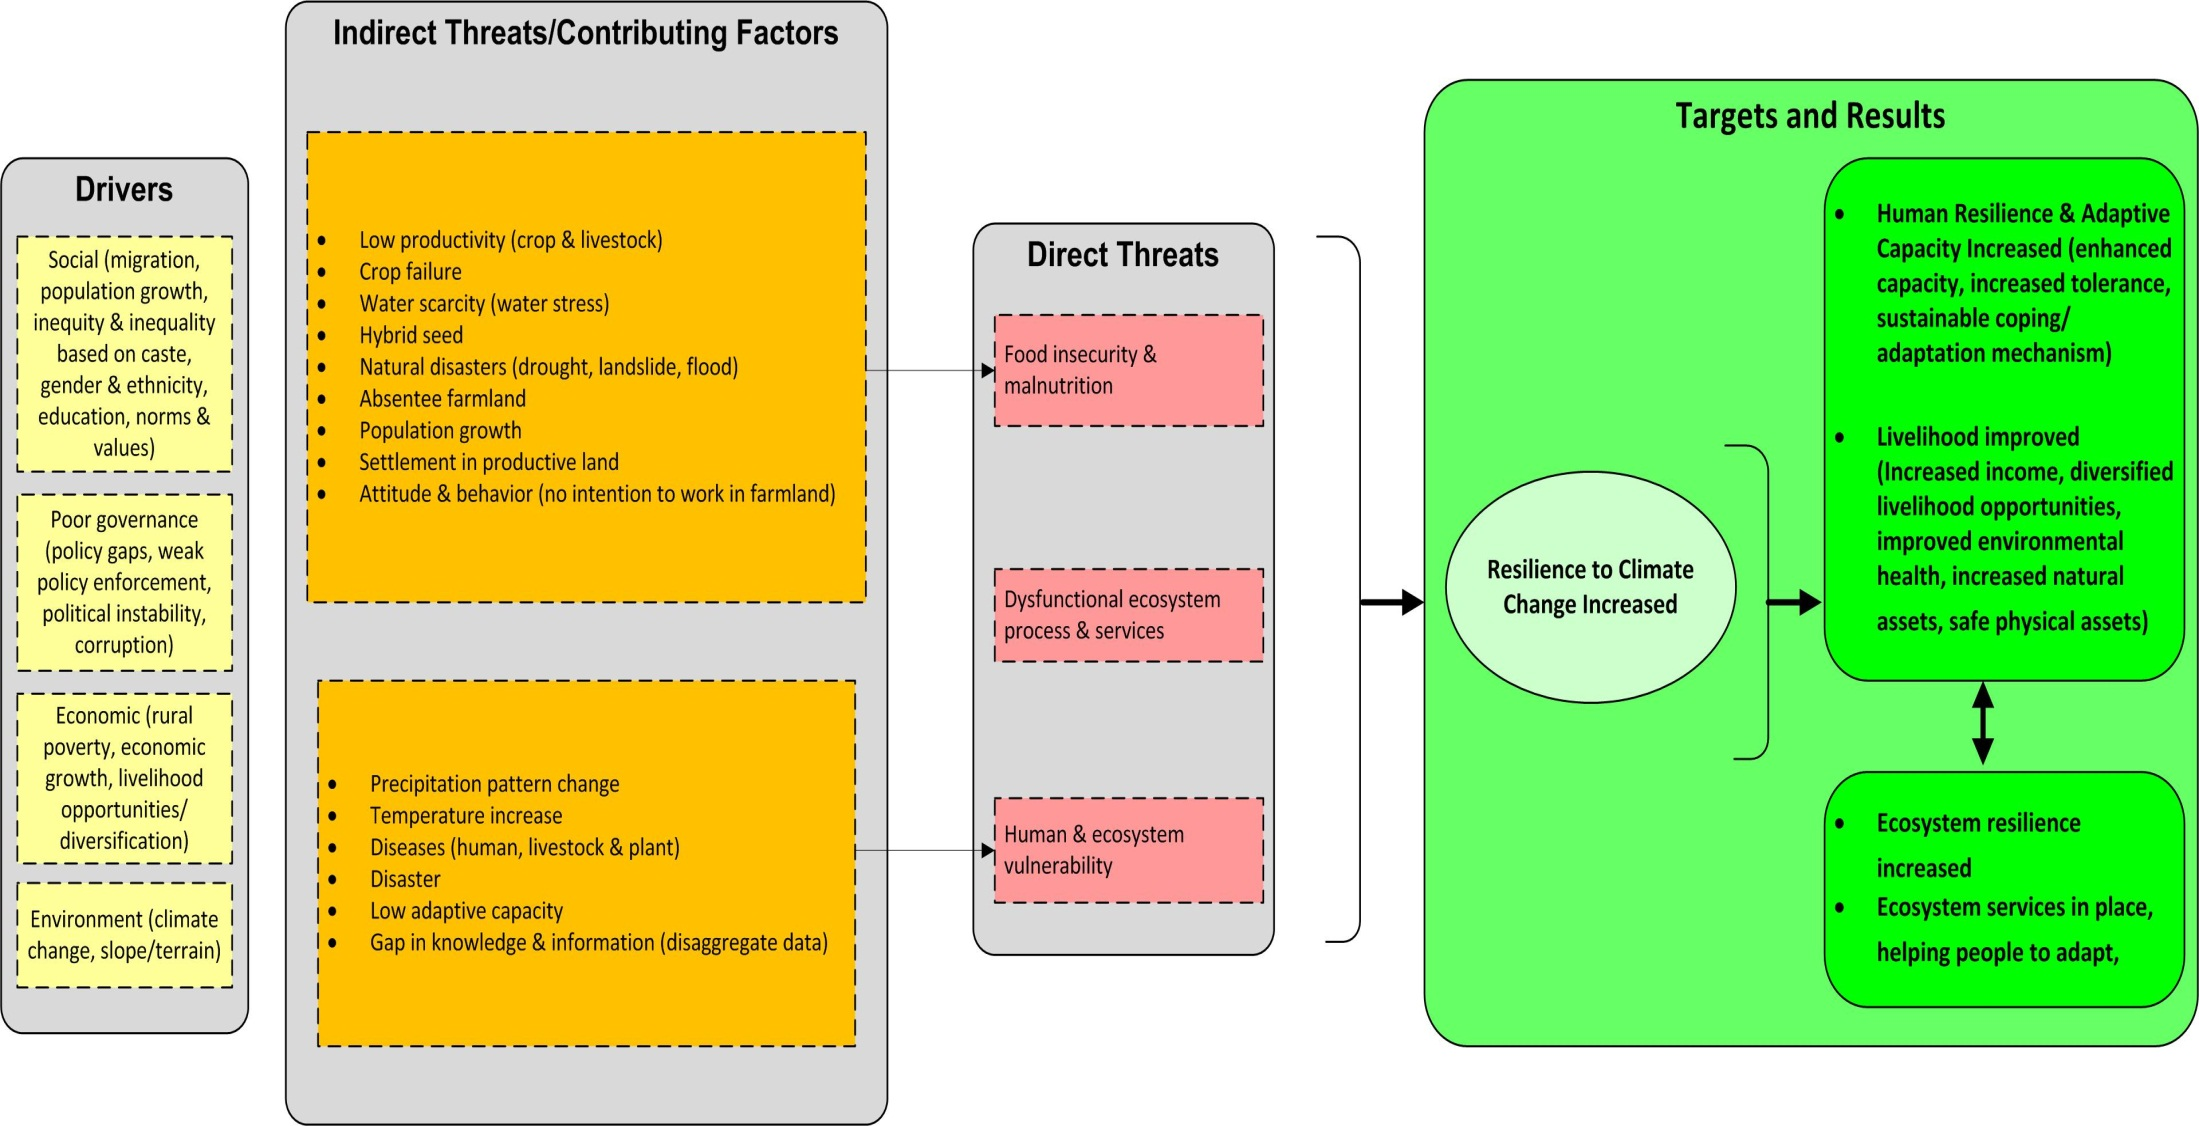 Drivers
Social (migration,
population growth,
inequity & inequality
based on caste,
gender & ethnicity,
education, norms &
values)
Poor governance
(policy gaps, weak
policy enforcement,
political instability,
corruption)
Economic (rural
poverty, economic
growth, livelihood
opportunities/
diversification)
Environment (climate
change, slope/terrain)
Indirect Threats/Contributing Factors
• Low productivity (crop & livestock)
• Crop failure
• Water scarcity (water stress)
• Hybrid seed
• Natural disasters (drought, landslide, flood)
• Absentee farmland
• Population growth
• Settlement in productive land
• Attitude & behavior (no intention to work in farmland)
• Precipitation pattern change
• Temperature increase
• Diseases (human, livestock & plant)
• Disaster
• Low adaptive capacity
• Gap in knowledge & information (disaggregate data)
Direct Threats
Food insecurity &
malnutrition
Dysfunctional ecosystem
process & services
Human & ecosystem
vulnerability
Targets and Results
Resilience to Climate
Change Increased
• Human Resilience & Adaptive
Capacity Increased (enhanced
capacity, increased tolerance,
sustainable coping/
adaptation mechanism)
• Livelihood improved
(Increased income, diversified
livelihood opportunities,
improved environmental
health, increased natural
assets, safe physical assets)
• Ecosystem resilience
increased
• Ecosystem services in place,
helping people to adapt,